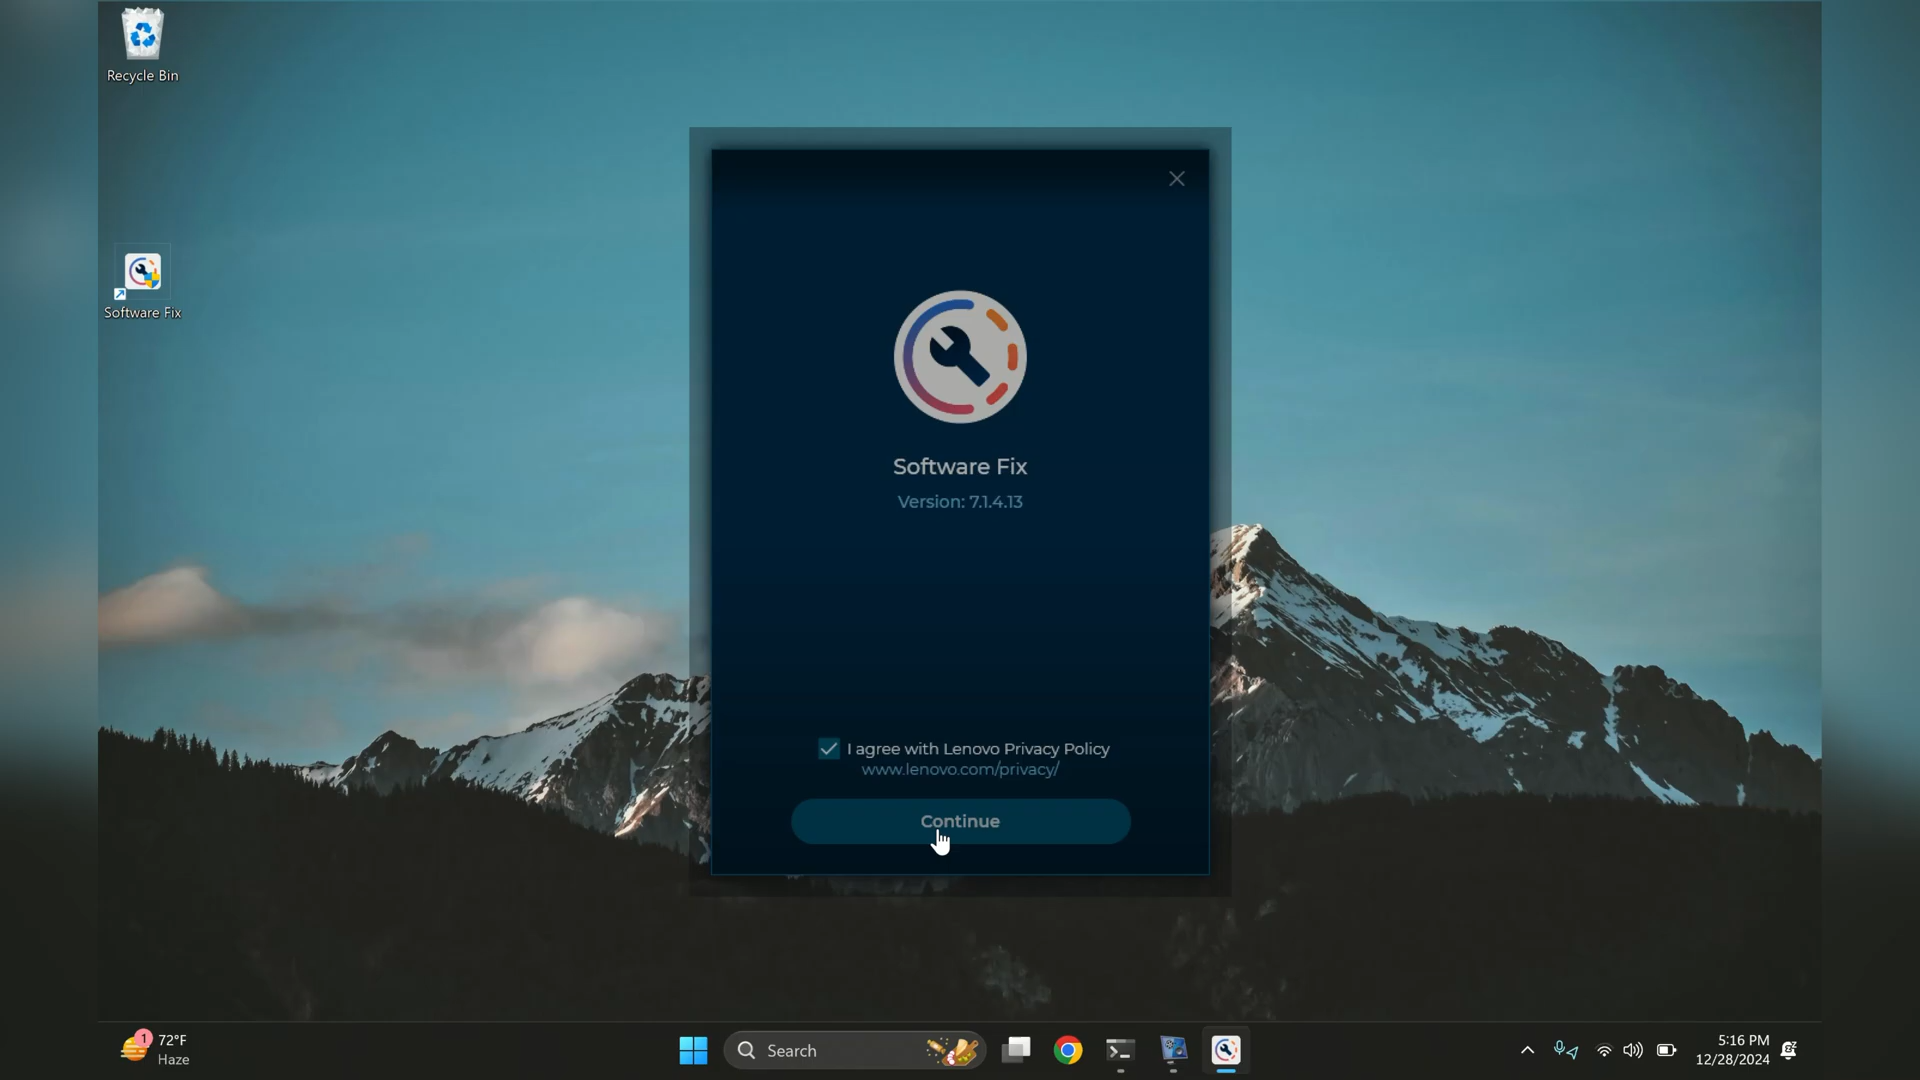 Recycle Bin
Software Fix
Software Fix
Version: 7.1.4.13
I agree with Lenovo Privacy Policy
www.lenovo.com/privacy/
Continue
1
72°F
Haze
Search
5:16 PM
12/28/2024